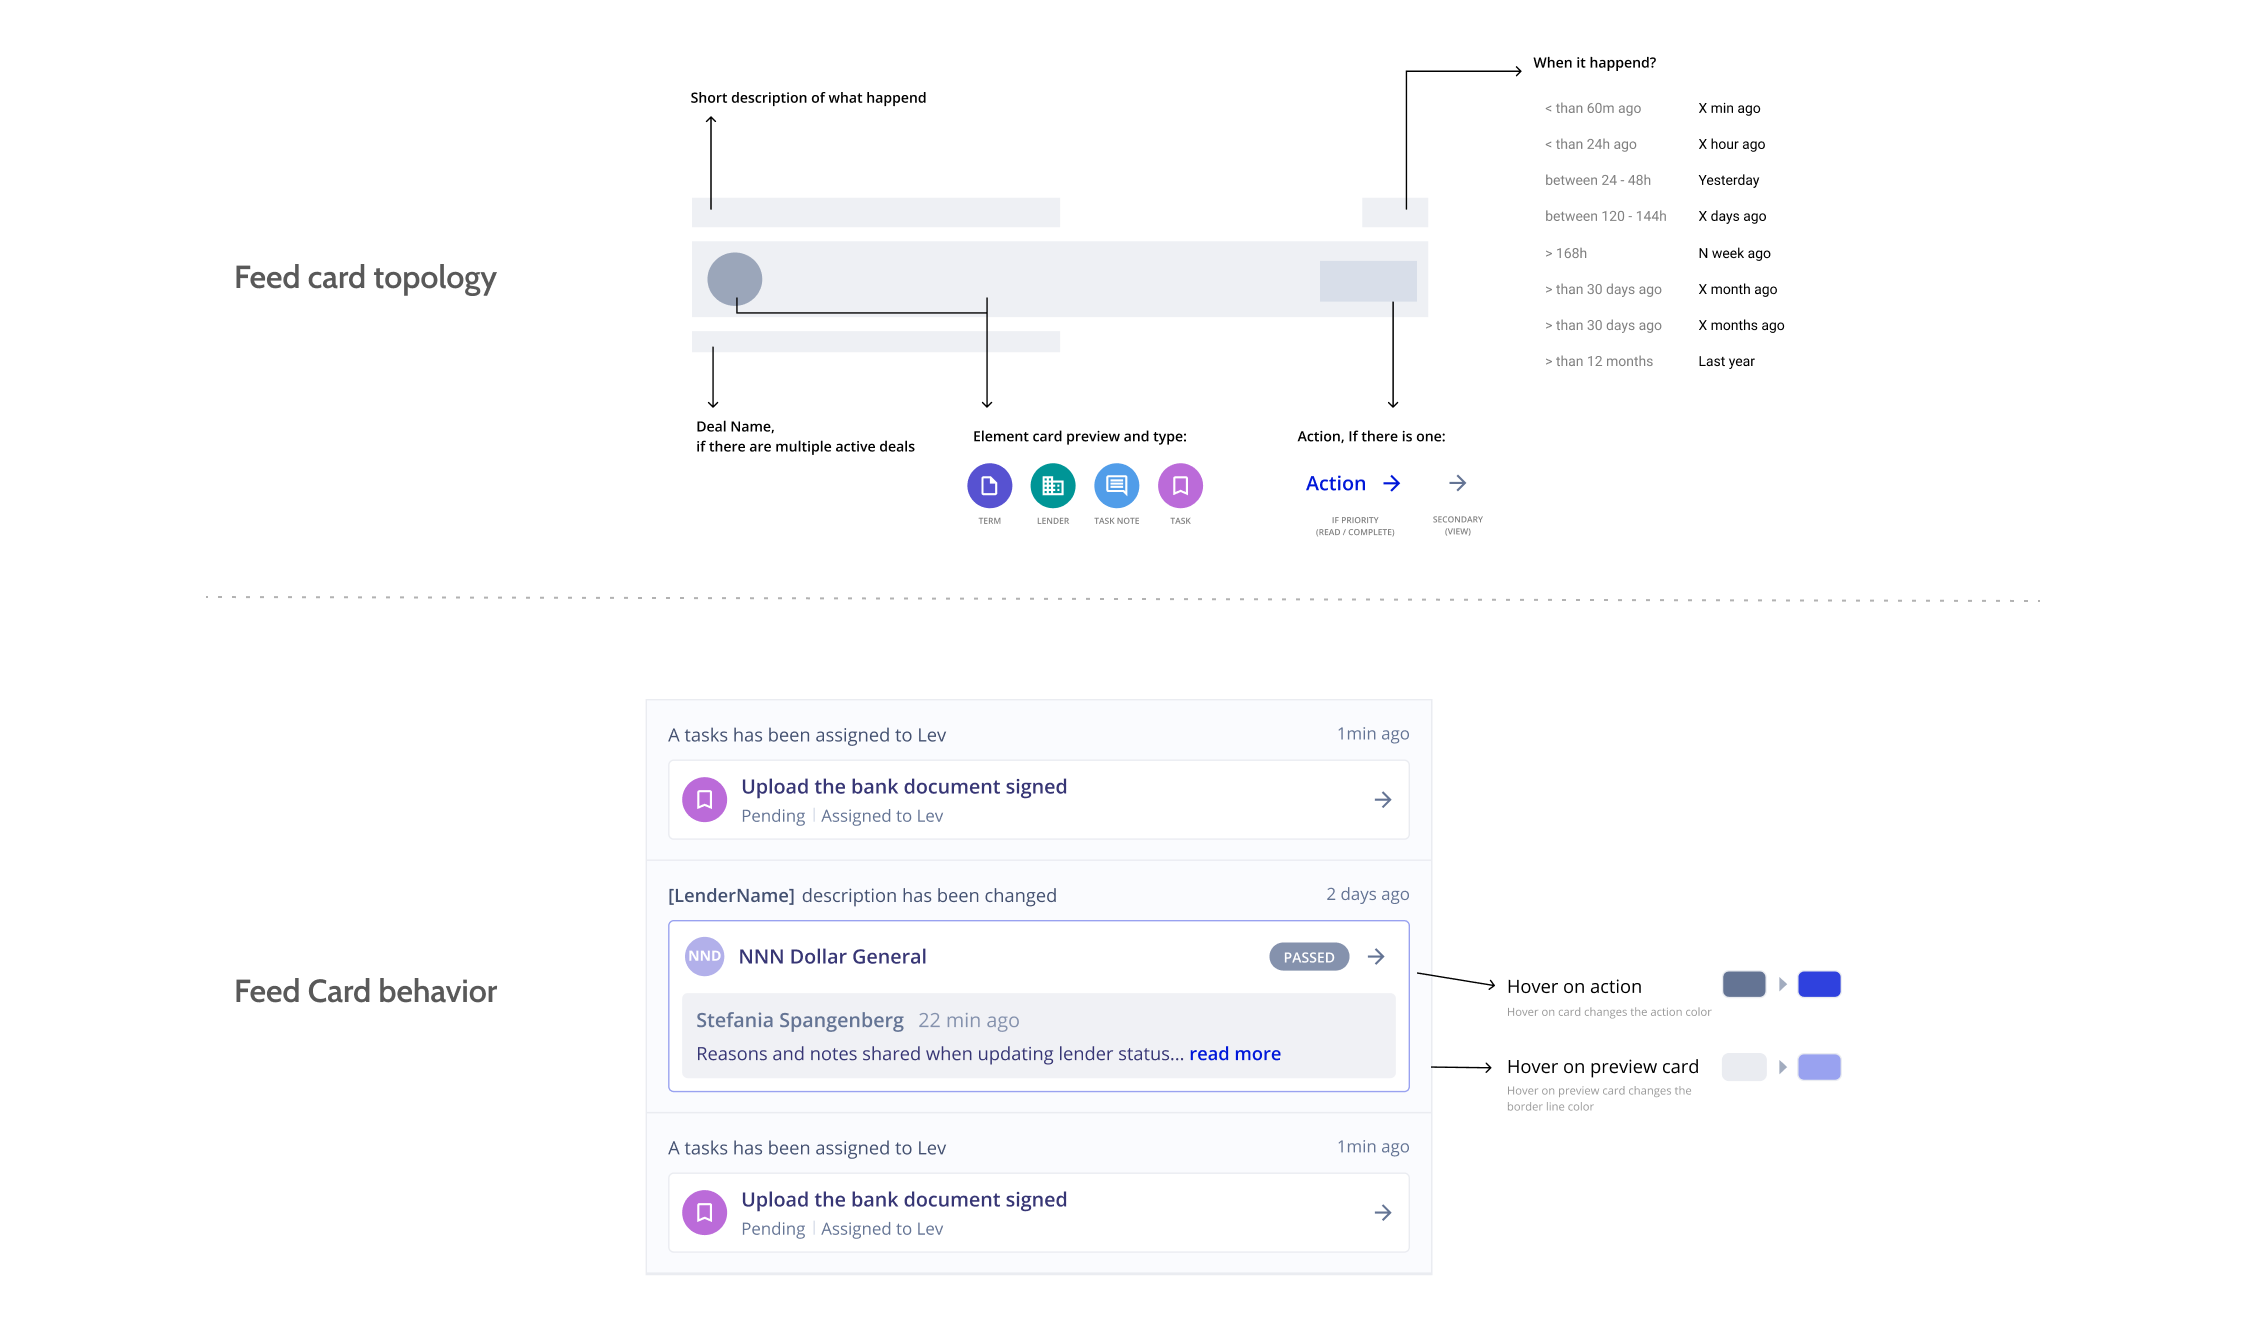 When it happend?
Short description of what happend
< than 60m ago X min ago
< than 24h ago X hour ago
between 24 - 48h Yesterday
between 120 - 144h X days ago
> 168h N week ago
> than 30 days ago X month ago
> than 30 days ago X months ago
> than 12 months Last year
Feed card topology
Deal Name,
if there are multiple active deals
Element card preview and type:
TERM LENDER TASK NOTE TASK
Action, If there is one:
Action
IF PRIORITY
(READ / COMPLETE)
SECONDARY
(VIEW)
Feed Card behavior
A tasks has been assigned to Lev 1min ago
Upload the bank document signed
Pending Assigned to Lev
[LenderName] description has been changed 2 days ago
NND NNN Dollar General PASSED
Stefania Spangenberg 22 min ago
Reasons and notes shared when updating lender status... read more
Hover on action
Hover on card changes the action color
Hover on preview card
Hover on preview card changes the
border line color
A tasks has been assigned to Lev 1min ago
Upload the bank document signed
Pending Assigned to Lev